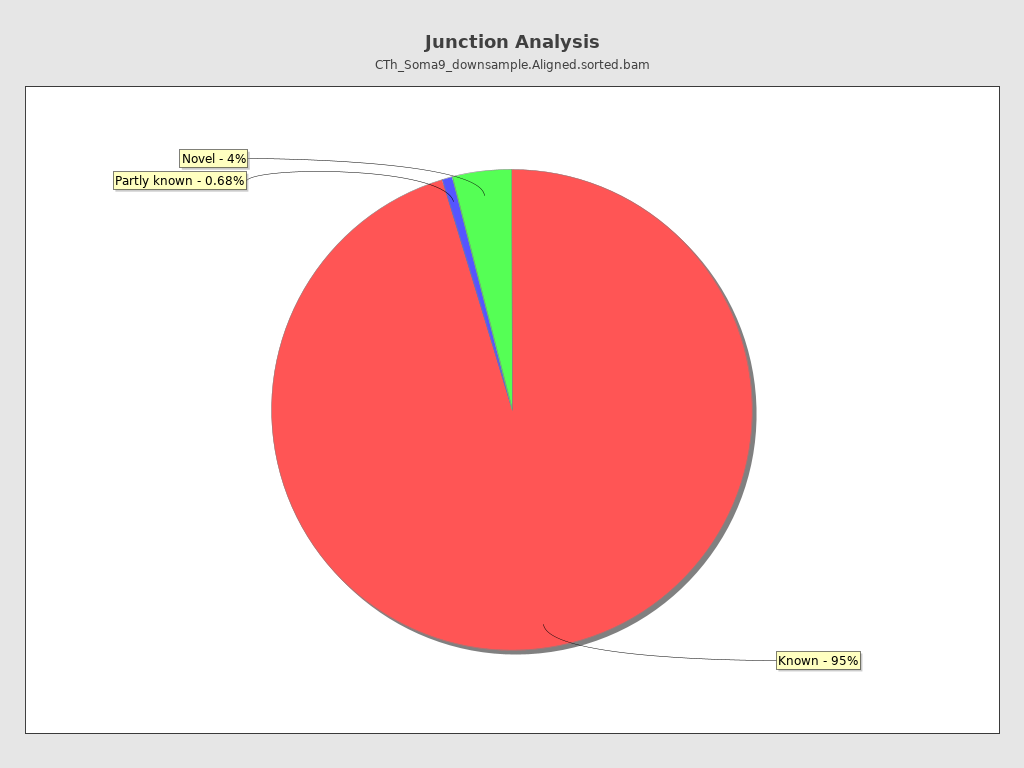 Junction Analysis
CTh_Soma9_downsample.Aligned.sorted.bam
Novel - 4%
Partly known - 0.68%
Known - 95%